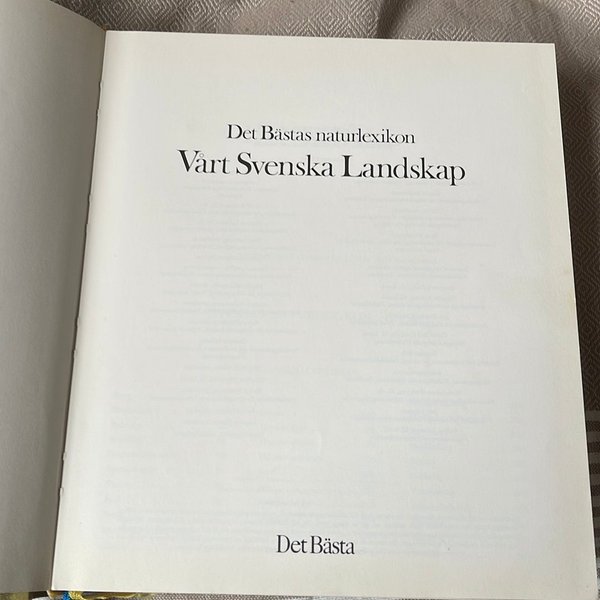 Det Bästas naturlexikon
Vårt Svenska Landskap
Det Bästa